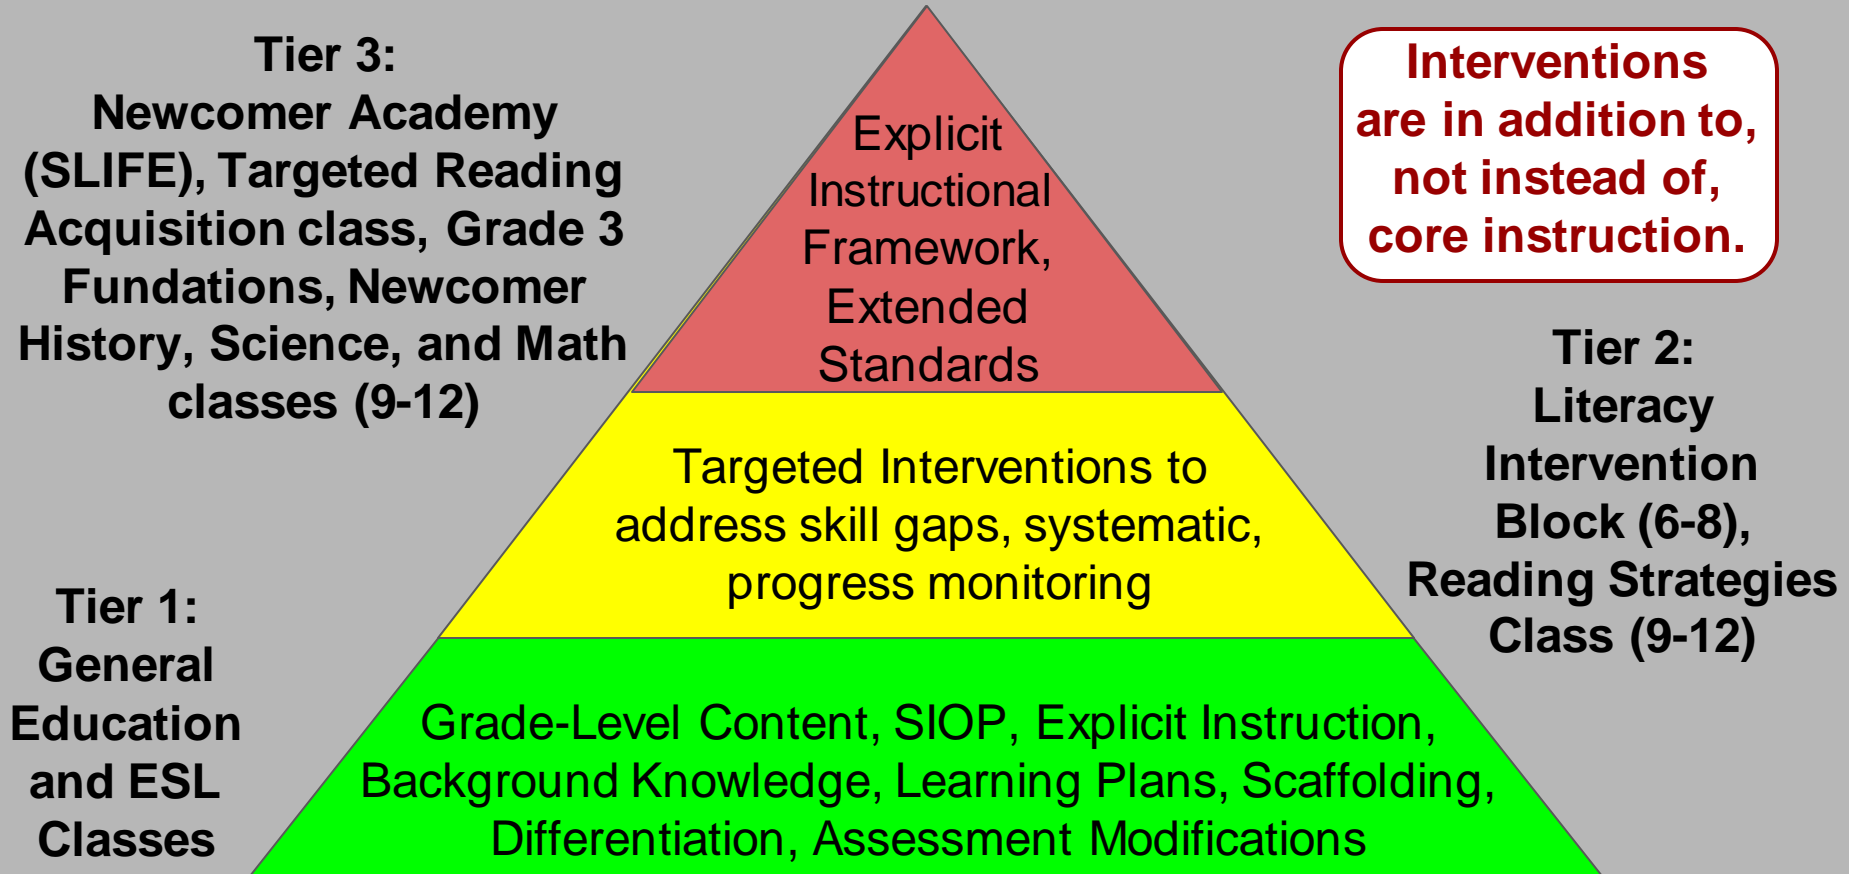 Tier 3:
Newcomer Academy
(SLIFE), Targeted Reading
Acquisition class, Grade 3
Fundations, Newcomer
History, Science, and Math
classes (9-12)
Explicit
Instructional
Framework,
Extended
Standards
Interventions
are in addition to,
not instead of,
core instruction.
Tier 2:
Literacy
Intervention
Block (6-8),
Reading Strategies
Class (9-12)
Targeted Interventions to
address skill gaps, systematic,
progress monitoring
Tier 1:
General
Education
and ESL
Classes
Grade-Level Content, SIOP, Explicit Instruction,
Background Knowledge, Learning Plans, Scaffolding,
Differentiation, Assessment Modifications